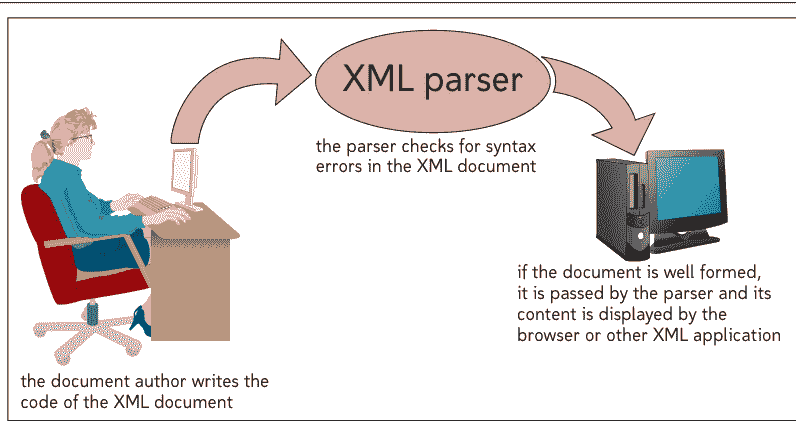 XML parser
the parser checks for syntax
errors in the XML document
if the document is well formed,
it is passed by the parser and its
content is displayed by the
browser or other XML application
the document author writes the
code of the XML document